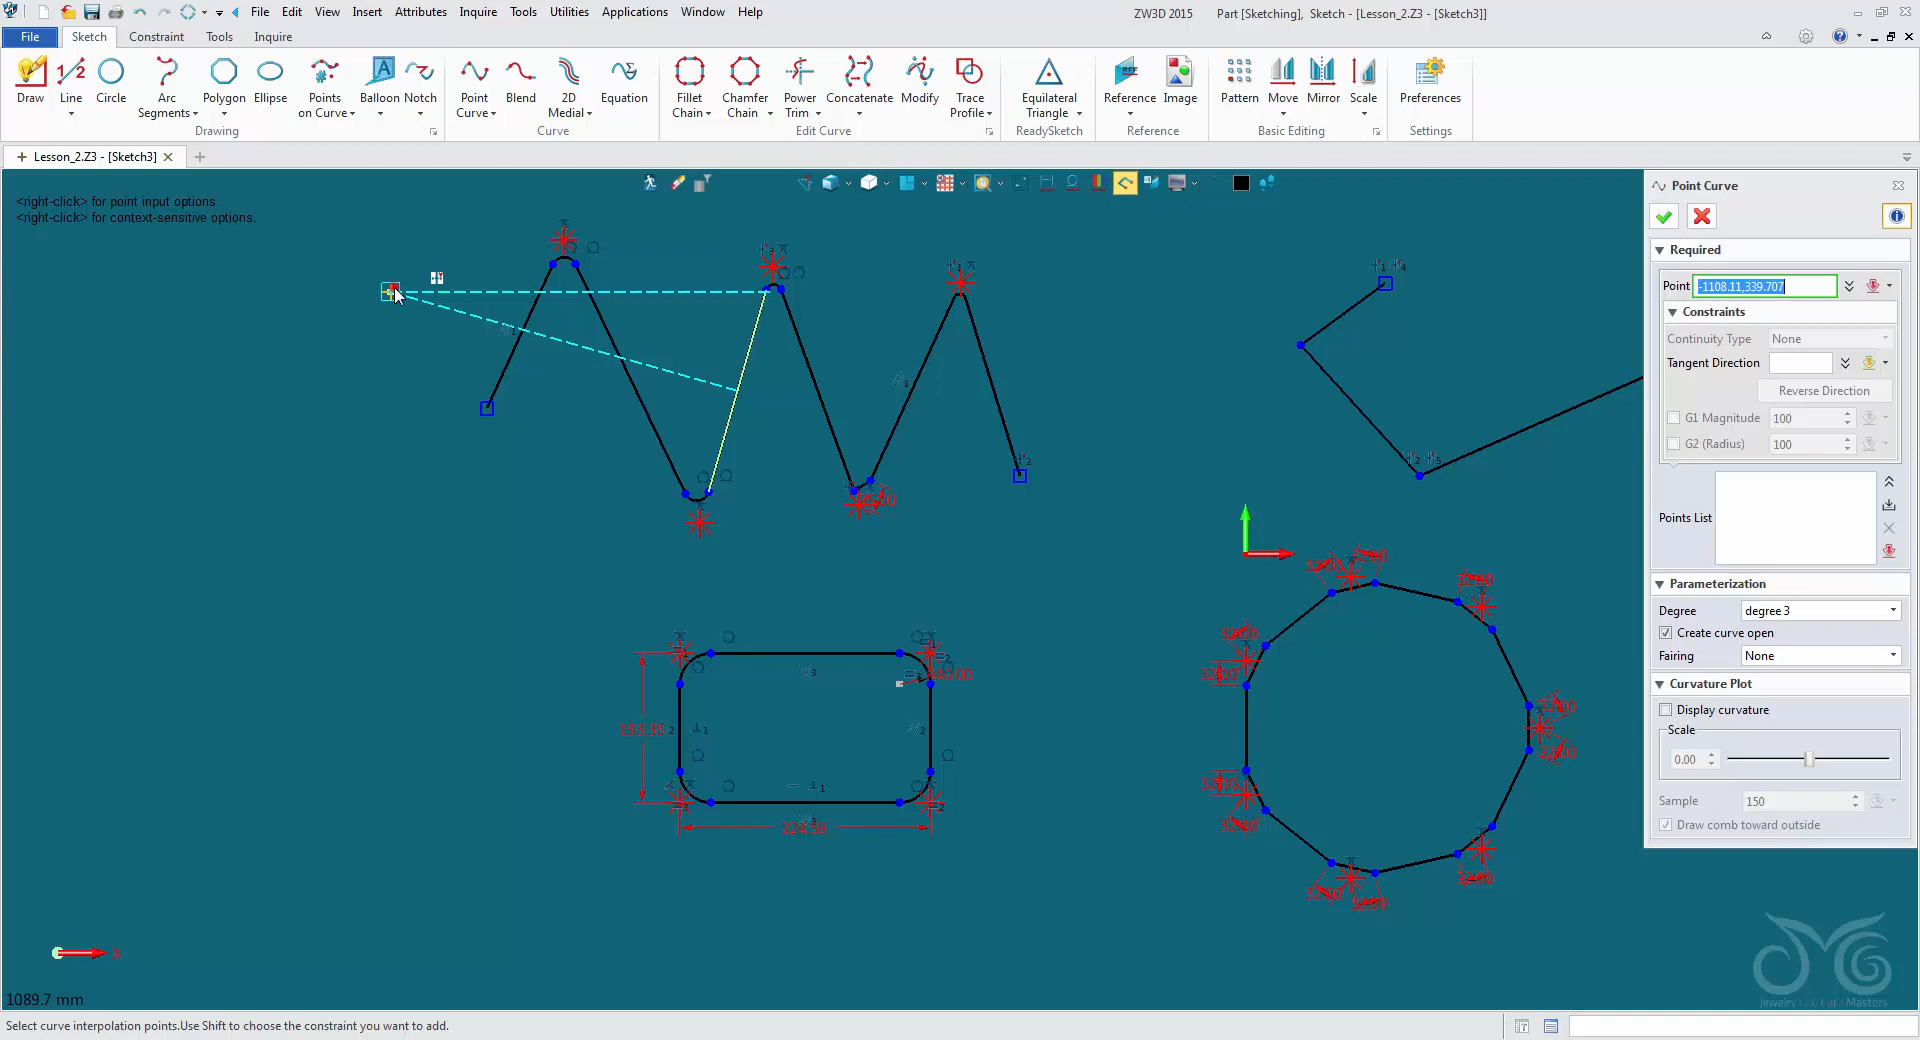 File Edit View Insert Attributes Inquire Tools Utilities Applications Window Help
ZW3D 2015 Part [Sketching], Sketch - [Lesson_2.Z3 - [Sketch3]]
File Sketch Constraint Tools Inquire
Draw Line Circle Arc Segments Polygon Ellipse Points on Curve Balloon Notch
Point Curve Blend 2D Medial Equation
Fillet Chain Chamfer Chain Power Trim Concatenate Modify Trace Profile
Equilateral Triangle Reference Image Pattern Move Mirror Scale Preferences
Drawing Curve Edit Curve ReadySketch Reference Basic Editing Settings
Lesson_2.Z3 - [Sketch3]
<right-click> for point input options.
<right-click> for context-sensitive options.
Point Curve
Required
Point -1108.11,339.707
Constraints
Continuity Type None
Tangent Direction
Reverse Direction
G1 Magnitude 100
G2 (Radius) 100
Points List
Parameterization
Degree degree 3
Create curve open
Fairing None
Curvature Plot
Display curvature
Scale
0.00
Sample 150
Draw comb toward outside
X
1089.7 mm
Select curve interpolation points.Use Shift to choose the constraint you want to add.